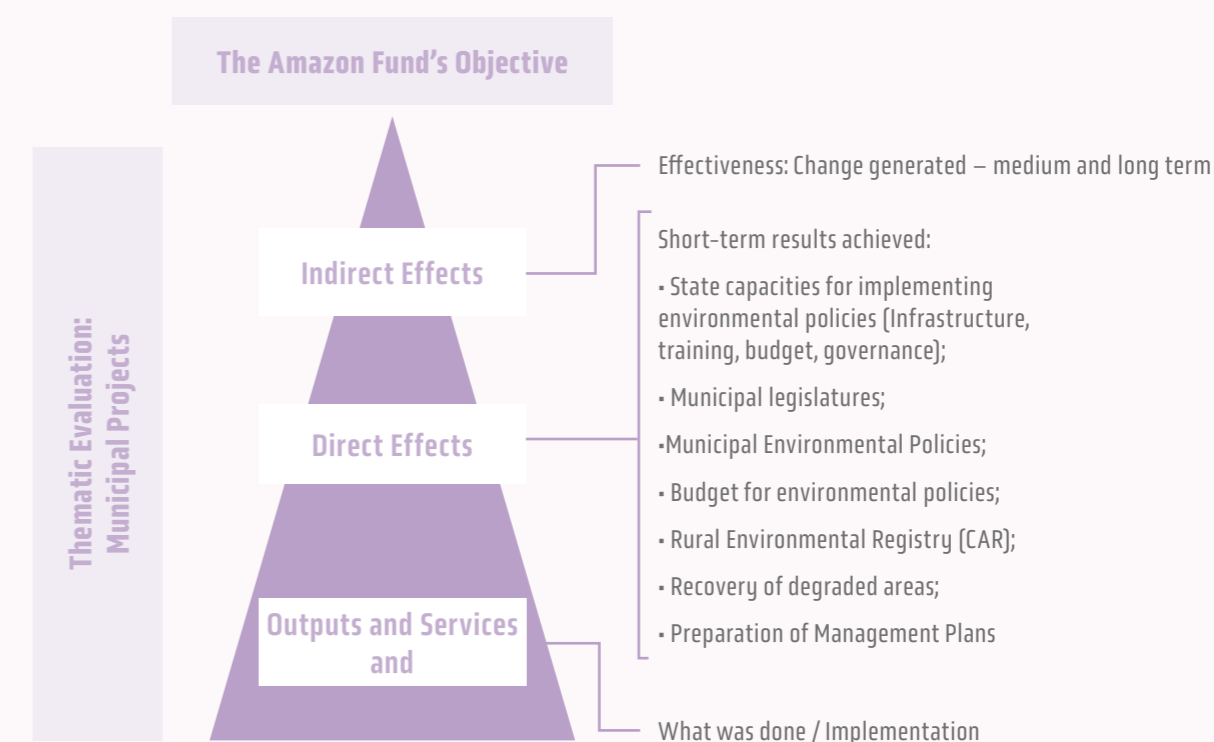 The Amazon Fund's Objective
Thematic Evaluation:
Municipal Projects
Indirect Effects
Effectiveness: Change generated – medium and long term
Direct Effects
Short-term results achieved:
• State capacities for implementing
environmental policies (Infrastructure,
training, budget, governance);
• Municipal legislatures;
•Municipal Environmental Policies;
• Budget for environmental policies;
• Rural Environmental Registry (CAR);
• Recovery of degraded areas;
• Preparation of Management Plans
Outputs and Services
and
What was done / Implementation